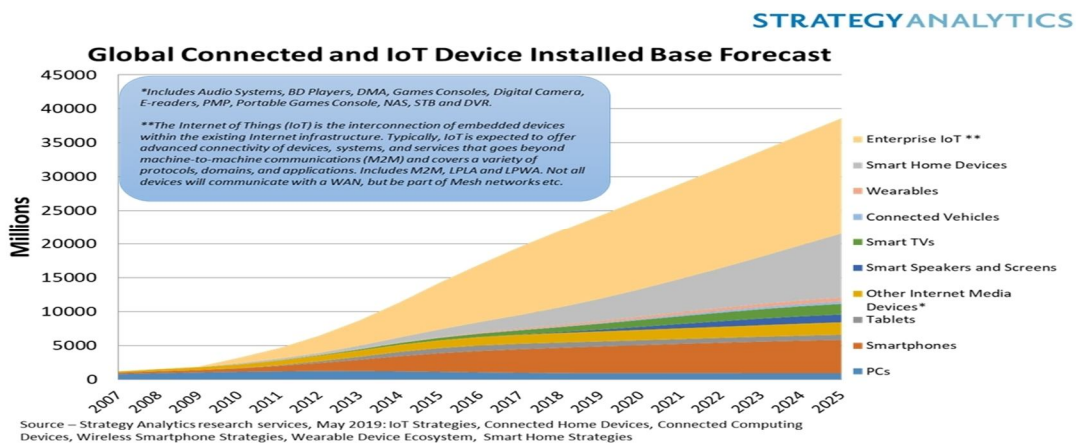 STRATEGYANALYTICS
Global Connected and IoT Device Installed Base Forecast
45000
40000
35000
30000
25000
20000
15000
10000
5000
0
Millions
*Includes Audio Systems, BD Players, DMA, Games Consoles, Digital Camera,
E-readers, PMP, Portable Games Console, NAS, STB and DVR.
**The Internet of Things (IoT) is the interconnection of embedded devices
within the existing Internet infrastructure. Typically, IoT is expected to offer
advanced connectivity of devices, systems, and services that goes beyond
machine-to-machine communications (M2M) and covers a variety of
protocols, domains, and applications. Includes M2M, LPLA and LPWA. Not all
devices will communicate with a WAN, but be part of Mesh networks etc.
Enterprise IoT **
Smart Home Devices
Wearables
Connected Vehicles
Smart TVs
Smart Speakers and Screens
Other Internet Media
Devices*
Tablets
Smartphones
PCs
2007
2008
2009
2010
2011
2012
2013
2014
2015
2016
2017
2018
2019
2020
2021
2022
2023
2024
2025
Source – Strategy Analytics research services, May 2019: IoT Strategies, Connected Home Devices, Connected Computing
Devices, Wireless Smartphone Strategies, Wearable Device Ecosystem, Smart Home Strategies